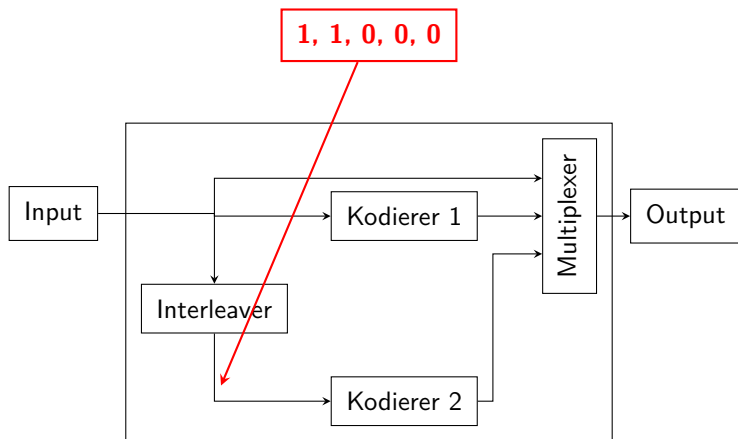 1, 1, 0, 0, 0
Input
Kodierer 1
Multiplexer
Output
Interleaver
Kodierer 2